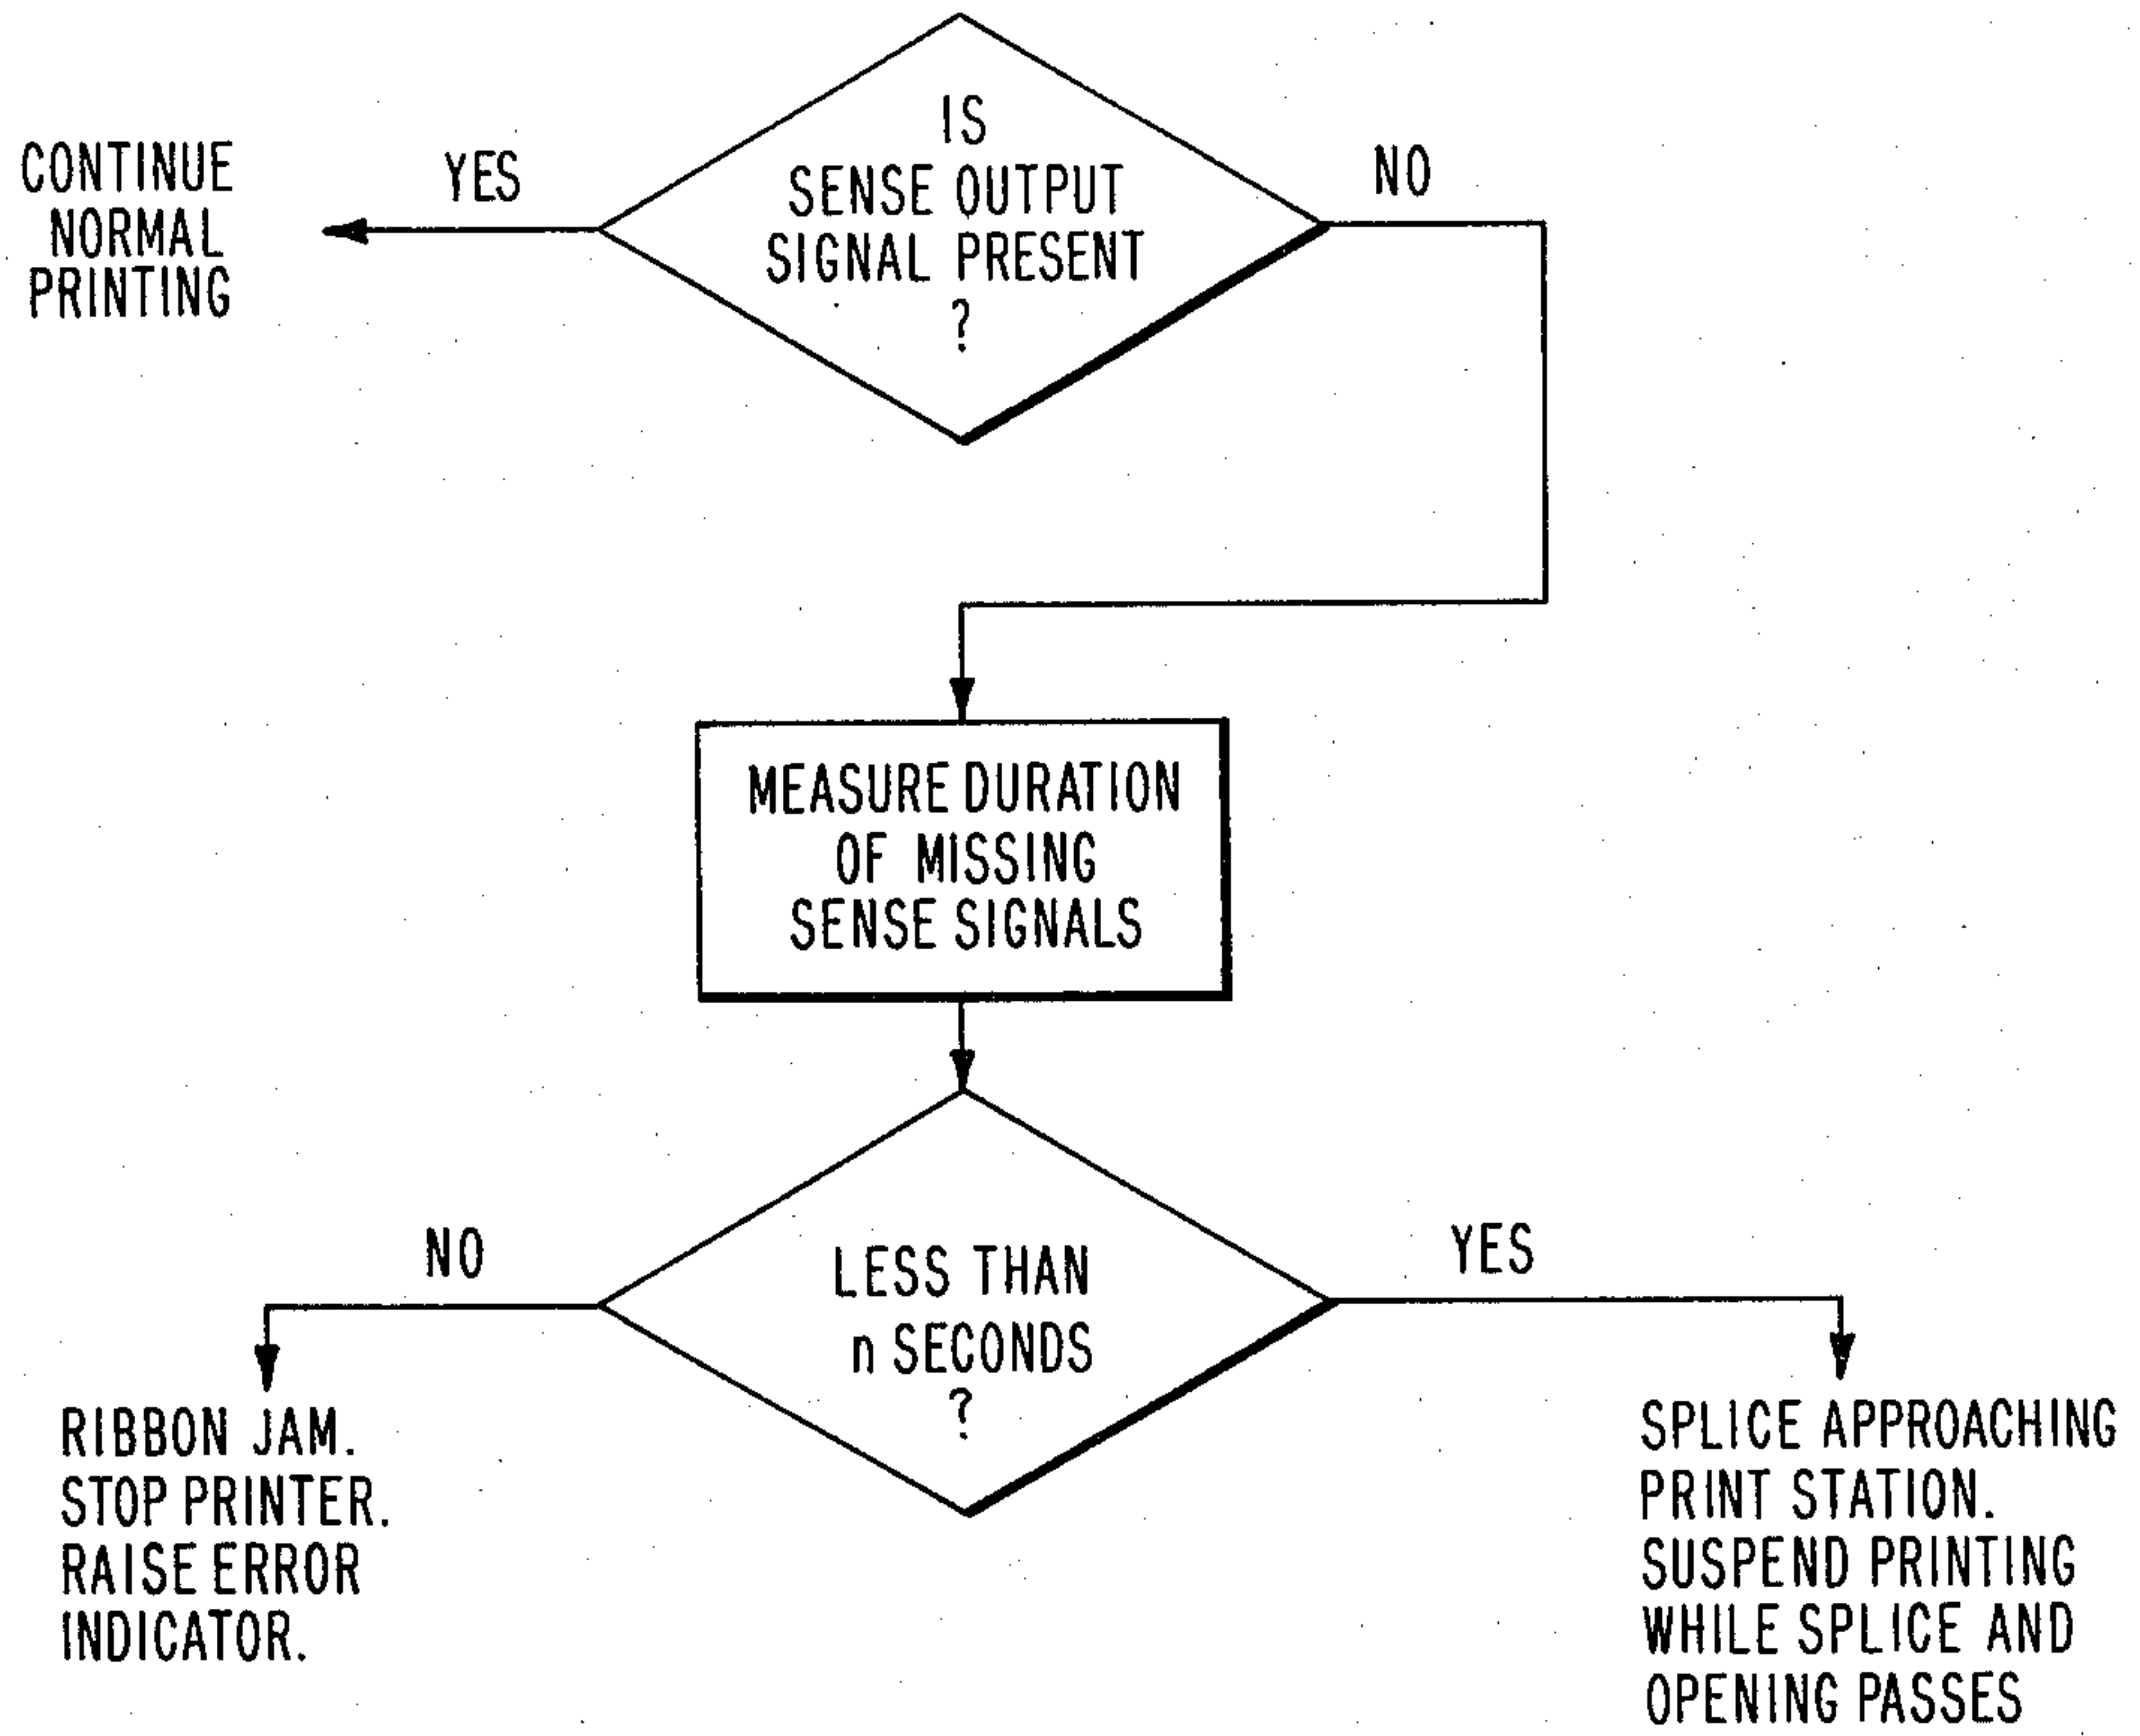 IS
SENSE OUTPUT
SIGNAL PRESENT
?
YES
CONTINUE
NORMAL
PRINTING
NO
MEASURE DURATION
OF MISSING
SENSE SIGNALS
LESS THAN
n SECONDS
?
NO
RIBBON JAM.
STOP PRINTER.
RAISE ERROR
INDICATOR.
YES
SPLICE APPROACHING
PRINT STATION.
SUSPEND PRINTING
WHILE SPLICE AND
OPENING PASSES